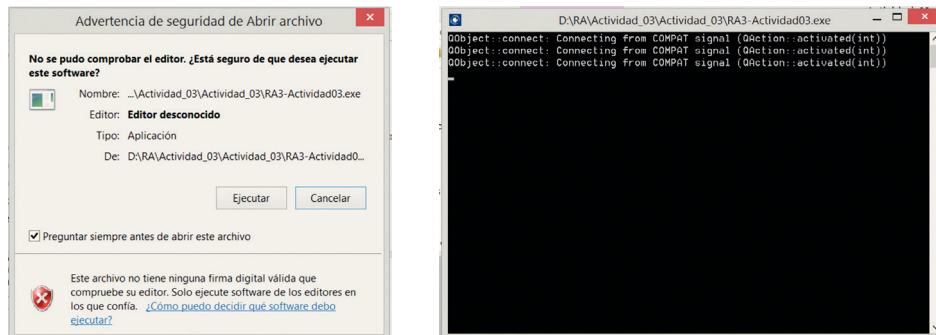 Advertencia de seguridad de Abrir archivo
No se pudo comprobar el editor. ¿Está seguro de que desea ejecutar
este software?
Nombre: ...\Actividad_03\Actividad_03\RA3-Actividad03.exe
Editor: Editor desconocido
Tipo: Aplicación
De: D:\RA\Actividad_03\Actividad_03\RA3-Actividad0...
Ejecutar Cancelar
Preguntar siempre antes de abrir este archivo
Este archivo no tiene ninguna firma digital válida que
compruebe su editor. Solo ejecute software de los editores en
los que confía. ¿Cómo puedo decidir qué software debo
ejecutar?
D:\RA\Actividad_03\Actividad_03\RA3-Actividad03.exe
QObject::connect: Connecting from COMPAT signal (QAction::activated(int))
QObject::connect: Connecting from COMPAT signal (QAction::activated(int))
QObject::connect: Connecting from COMPAT signal (QAction::activated(int))